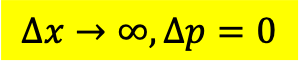 Δx → ∞, Δp = 0